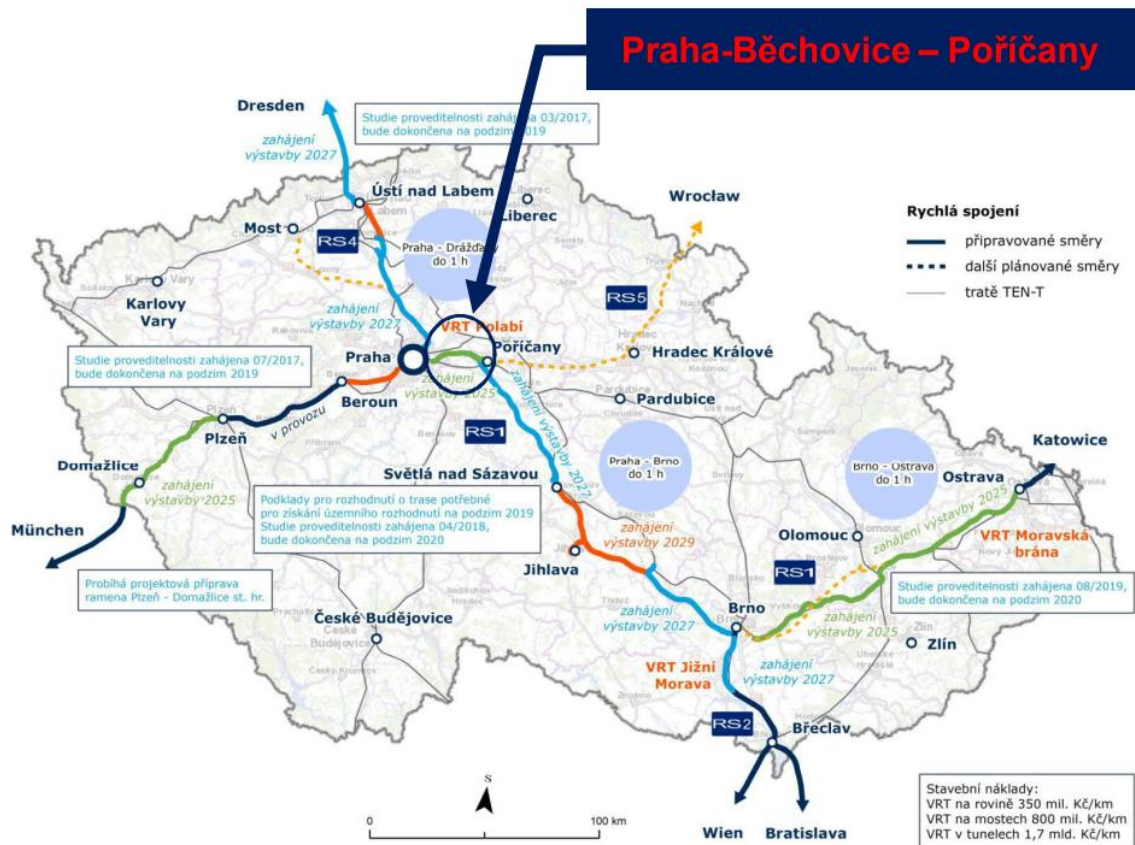 Praha-Běchovice – Poříčany
Dresden
Studie proveditelnosti zahájena 03/2017,
bude dokončena na podzim 2019
zahájení
výstavby 2027
Ústí nad Labem
Liberec
Liberec
Wrocław
Most
RS4
Praha - Drážďany
do 1 h
Rychlá spojení
připravované směry
další plánované směry
tratě TEN-T
Karlovy
Vary
Karlovy Vary
RS5
zahájení
výstavby 2027
VRT Polabí
Studie proveditelnosti zahájena 07/2017,
bude dokončena na podzim 2019
Praha
Poříčany
Hradec Králové
zahájení
výstavby 2025
Beroun
Pardubice
Pardubice
v provozu
RS1
zahájení výstavby 2027
Plzeň
Plzeň
Praha - Brno
do 1 h
Brno - Ostrava
do 1 h
Katowice
Domažlice
zahájení
výstavby 2025
Světlá nad Sázavou
Ostrava
zahájení výstavby 2025
Podklady pro rozhodnutí o trase potřebné
pro získání územního rozhodnutí na podzim 2019
Studie proveditelnosti zahájena 04/2018,
bude dokončena na podzim 2020
München
zahájení
výstavby 2029
Olomouc
VRT Moravská
brána
Jihlava
RS1
Studie proveditelnosti zahájena 08/2019,
bude dokončena na podzim 2020
Probíhá projektová příprava
ramena Plzeň - Domažlice st. hr.
České Budějovice
České
Budějovice
zahájení
výstavby 2027
Brno
zahájení
výstavby 2025
Zlín
Zlín
VRT Jižní
Morava
zahájení
výstavby 2027
RS2
Břeclav
S
0
100 km
Wien
Bratislava
Stavební náklady:
VRT na rovině 350 mil. Kč/km
VRT na mostech 800 mil. Kč/km
VRT v tunelech 1,7 mld. Kč/km